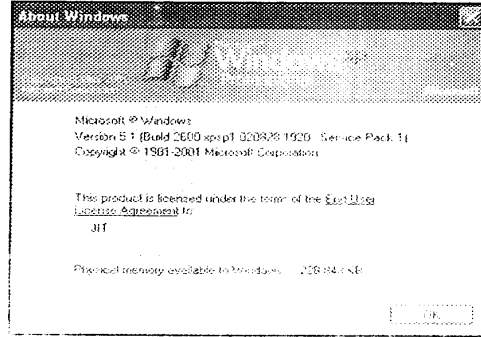 About Windows
Windows
Microsoft ® Windows
Version 5.1 (Build 2600.xpsp1.020828-1920 : Service Pack 1)
Copyright © 1981-2001 Microsoft Corporation
This product is licensed under the terms of the End User
License Agreement to:
JIT
Physical memory available to Windows:
OK